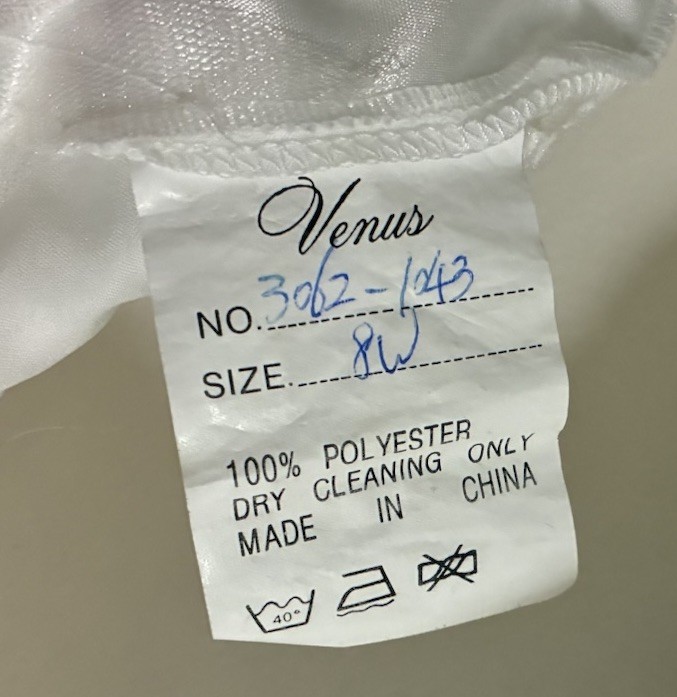 Venus
NO. 3062-1043
SIZE. 8W
100% POLYESTER
DRY CLEANING ONLY
MADE IN CHINA
40°